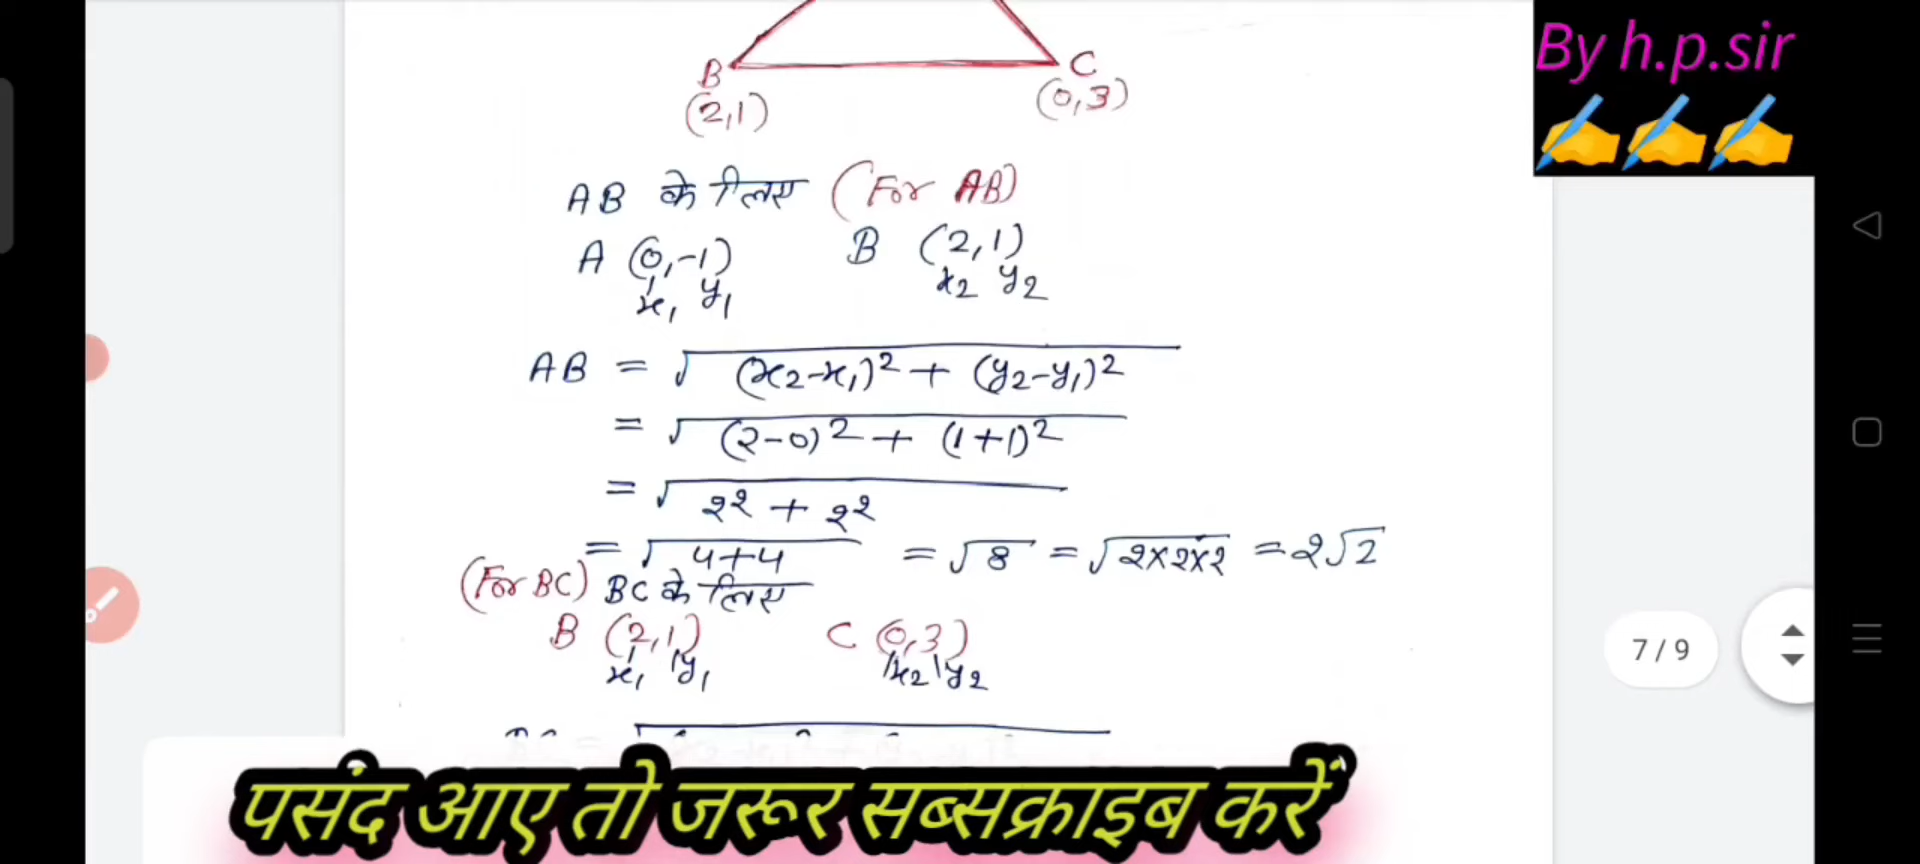 By h.p.sir
B
C
(2,1)
(0,3)
AB के लिए (For AB)
A (0,-1) B (2,1)
x₁ y₁ x₂ y₂
AB = √(x₂-x₁)² + (y₂-y₁)²
= √(2-0)² + (1+1)²
= √2² + 2²
= √4+4 = √8 = √2×2×2 = 2√2
(For BC) BC के लिए
B (2,1) C (0,3)
x₁ y₁ x₂ y₂
7 / 9
पसंद आए तो जरूर सब्सक्राइब करें